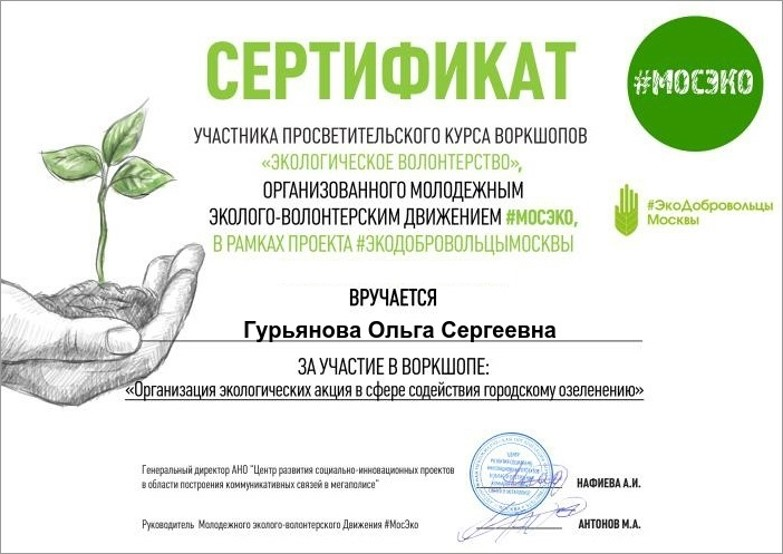 СЕРТИФИКАТ
#МОСЭКО
УЧАСТНИКА ПРОСВЕТИТЕЛЬСКОГО КУРСА ВОРКШОПОВ
«ЭКОЛОГИЧЕСКОЕ ВОЛОНТЕРСТВО»,
ОРГАНИЗОВАННОГО МОЛОДЕЖНЫМ
ЭКОЛОГО-ВОЛОНТЕРСКИМ ДВИЖЕНИЕМ #МОСЭКО,
В РАМКАХ ПРОЕКТА #ЭКОДОБРОВОЛЬЦЫМОСКВЫ
#ЭкоДобровольцы
Москвы
ВРУЧАЕТСЯ
Гурьянова Ольга Сергеевна
ЗА УЧАСТИЕ В ВОРКШОПЕ:
«Организация экологических акция в сфере содействия городскому озеленению»
Генеральный директор АНО "Центр развития социально-инновационных проектов
в области построения коммуникативных связей в мегаполисе"
НАФИЕВА А.И.
Руководитель Молодежного эколого-волонтерского Движения #МосЭко
АНТОНОВ М.А.